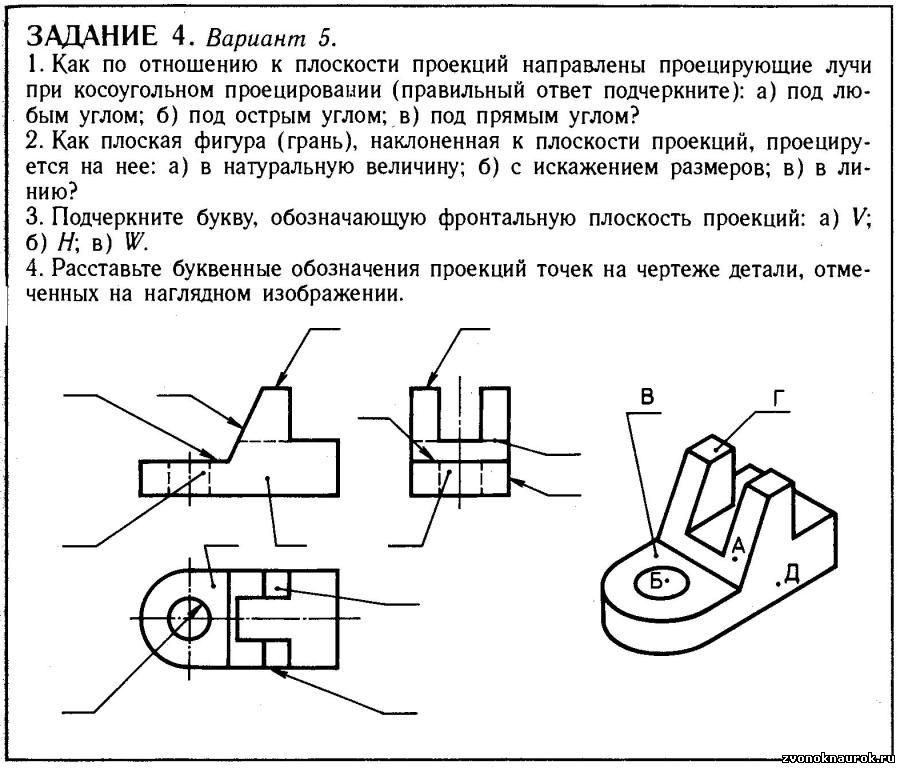 ЗАДАНИЕ 4. Вариант 5.
1. Как по отношению к плоскости проекций направлены проецирующие лучи
при косоугольном проецировании (правильный ответ подчеркните): а) под лю-
бым углом; б) под острым углом; в) под прямым углом?
2. Как плоская фигура (грань), наклоненная к плоскости проекций, проециру-
ется на нее: а) в натуральную величину; б) с искажением размеров; в) в ли-
нию?
3. Подчеркните букву, обозначающую фронтальную плоскость проекций: а) V;
б) H; в) W.
4. Расставьте буквенные обозначения проекций точек на чертеже детали, отме-
ченных на наглядном изображении.
В
Г
А
Б
Д
zvonoknaurok.ru